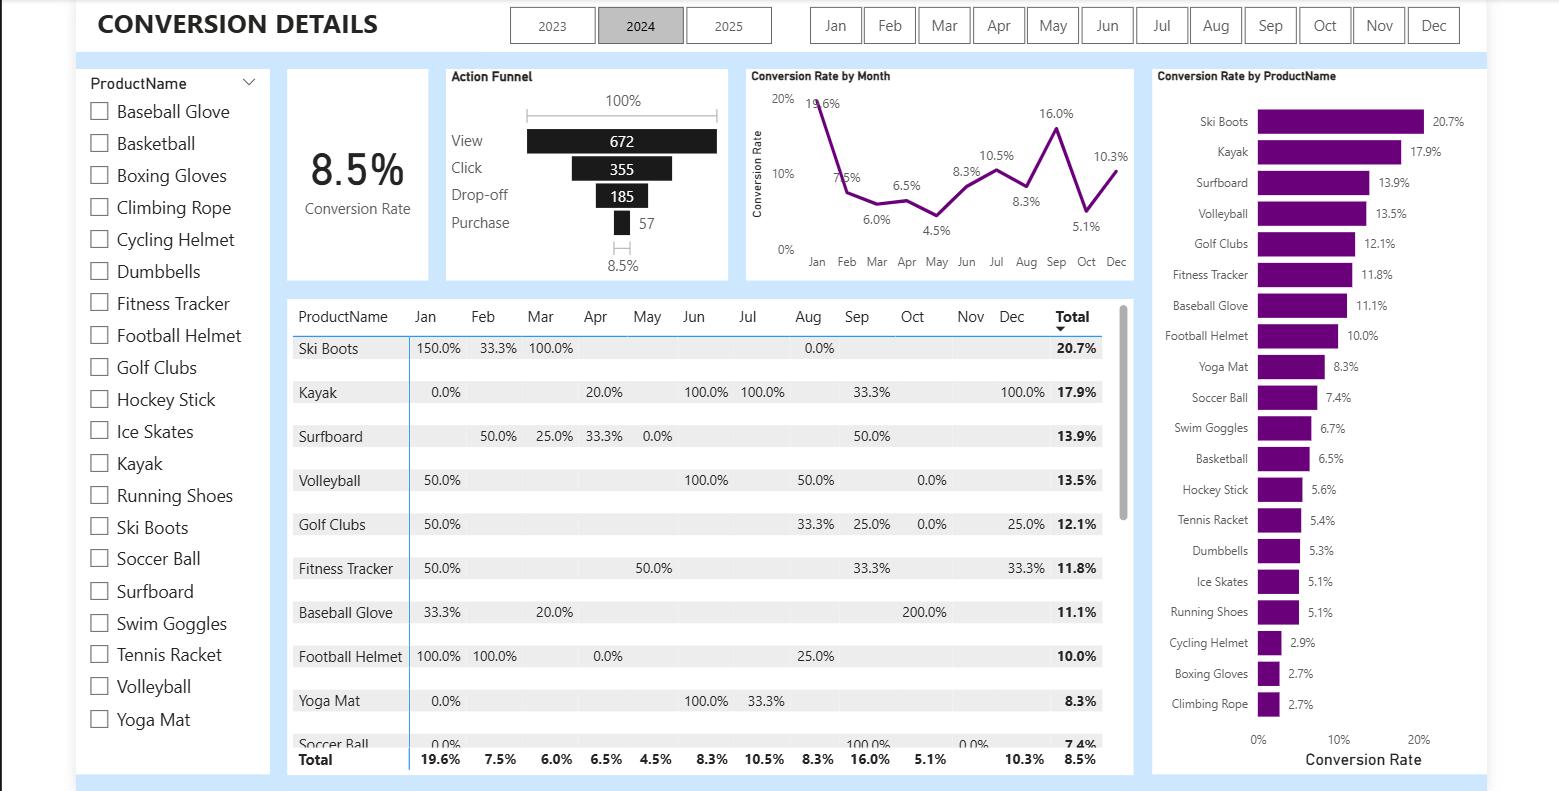 CONVERSION DETAILS
2023 2024 2025 Jan Feb Mar Apr May Jun Jul Aug Sep Oct Nov Dec
ProductName
Baseball Glove
Basketball
Boxing Gloves
Climbing Rope
Cycling Helmet
Dumbbells
Fitness Tracker
Football Helmet
Golf Clubs
Hockey Stick
Ice Skates
Kayak
Running Shoes
Ski Boots
Soccer Ball
Surfboard
Swim Goggles
Tennis Racket
Volleyball
Yoga Mat
8.5%
Conversion Rate
Action Funnel
100%
View 672
Click 355
Drop-off 185
Purchase 57
8.5%
Conversion Rate by Month
Conversion Rate
20%
10%
0%
19.6% 7.5% 6.0% 6.5% 4.5% 8.3% 10.5% 8.3% 16.0% 5.1% 10.3%
Jan Feb Mar Apr May Jun Jul Aug Sep Oct Dec
ProductName Jan Feb Mar Apr May Jun Jul Aug Sep Oct Nov Dec Total
Ski Boots 150.0% 33.3% 100.0% 0.0% 20.7%
Kayak 0.0% 20.0% 100.0% 100.0% 33.3% 100.0% 17.9%
Surfboard 50.0% 25.0% 33.3% 0.0% 50.0% 13.9%
Volleyball 50.0% 100.0% 50.0% 0.0% 13.5%
Golf Clubs 50.0% 33.3% 25.0% 0.0% 25.0% 12.1%
Fitness Tracker 50.0% 50.0% 33.3% 33.3% 11.8%
Baseball Glove 33.3% 20.0% 200.0% 11.1%
Football Helmet 100.0% 100.0% 0.0% 25.0% 10.0%
Yoga Mat 0.0% 100.0% 33.3% 8.3%
Soccer Ball 0.0% 100.0% 0.0% 7.4%
Total 19.6% 7.5% 6.0% 6.5% 4.5% 8.3% 10.5% 8.3% 16.0% 5.1% 10.3% 8.5%
Conversion Rate by ProductName
Ski Boots 20.7%
Kayak 17.9%
Surfboard 13.9%
Volleyball 13.5%
Golf Clubs 12.1%
Fitness Tracker 11.8%
Baseball Glove 11.1%
Football Helmet 10.0%
Yoga Mat 8.3%
Soccer Ball 7.4%
Swim Goggles 6.7%
Basketball 6.5%
Hockey Stick 5.6%
Tennis Racket 5.4%
Dumbbells 5.3%
Ice Skates 5.1%
Running Shoes 5.1%
Cycling Helmet 2.9%
Boxing Gloves 2.7%
Climbing Rope 2.7%
0% 10% 20%
Conversion Rate